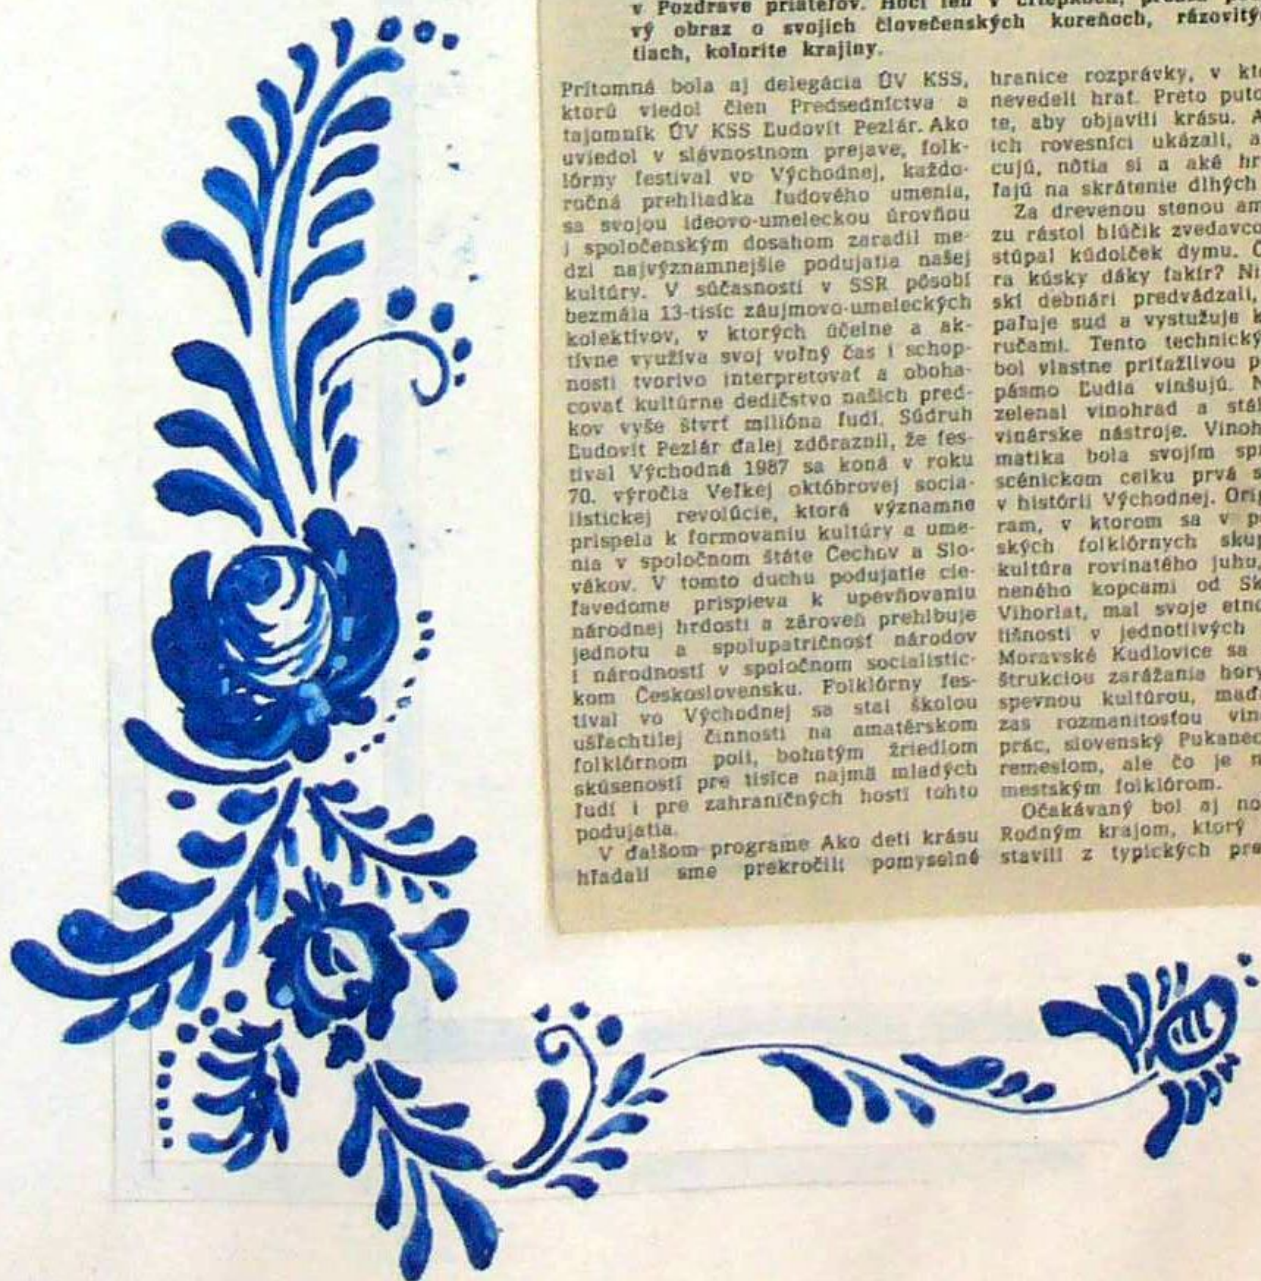 v Pozdrave priateľov. Hoci len v
vý obraz o svojich človečenských koreňoch, rázovitý
tiach, kolorite krajiny.
Prítomná bola aj delegácia ÚV KSS,
ktorú viedol člen Predsedníctva a
tajomník ÚV KSS Ľudovít Pezlár. Ako
uviedol v slávnostnom prejave, folk-
lórny festival vo Východnej, každo-
ročná prehliadka ľudového umenia,
sa svojou ideovo-umeleckou úrovňou
i spoločenským dosahom zaradil me-
dzi najvýznamnejšie podujatia našej
kultúry. V súčasnosti v SSR pôsobí
bezmála 13-tisíc záujmovo-umeleckých
kolektívov, v ktorých účelne a ak-
tívne využíva svoj voľný čas i schop-
nosti tvorivo interpretovať a oboha-
covať kultúrne dedičstvo našich pred-
kov vyše štvrť milióna ľudí. Súdruh
Ľudovít Pezlár ďalej zdôraznil, že fes-
tival Východná 1987 sa koná v roku
70. výročia Veľkej októbrovej socia-
listickej revolúcie, ktorá významne
prispela k formovaniu kultúry a ume-
nia v spoločnom štáte Čechov a Slo-
vákov. V tomto duchu podujatie cie-
ľavedome prispieva k upevňovaniu
národnej hrdosti a zároveň prehlbuje
jednotu a spolupatričnosť národov
i národností v spoločnom socialistic-
kom Československu. Folklórny fes-
tival vo Východnej sa stal školou
ušľachtilej činnosti na amatérskom
folklórnom poli, bohatým žriedlom
skúseností pre tisíce najmä mladých
ľudí i pre zahraničných hostí tohto
podujatia.
V ďalšom programe Ako deti krásu
hľadali sme prekročili pomyselné
hranice rozprávky, v kt
nevedeli hrať. Preto puto
te, aby objavili krásu. A
ich rovesníci ukázali, a
cujú, nôtia si a aké hr
ľajú na skrátenie dlhých
Za drevenou stenou am
zu rástol hlúčik zvedavco
stúpal kúdolček dymu. Č
ra kúsky dáky fakír? Ni
skí debnári predvádzali,
paľuje sud a vystužuje k
ručami. Tento technický
bol vlastne príťažlivou p
pásmo Ľudia vinšujú. N
zelenal vinohrad a stál
vinárske nástroje. Vinoh
matika bola svojím sp
scénickom celku prvá s
v histórii Východnej. Ori
ram, v ktorom sa v p
ských folklórnych skup
kultúra rovinatého juhu,
neného kopcami od Sk
Vihorlat, mal svoje etno
lišnosti v jednotlivých
Moravské Kudlovice sa
štrukciou zarážania hory
spevnou kultúrou, maď
zas rozmanitosťou vin
prác, slovenský Pukanec
remeslom, ale čo je n
mestským folklórom.
Očakávaný bol aj no
Rodným krajom, ktorý
stavili z typických pre